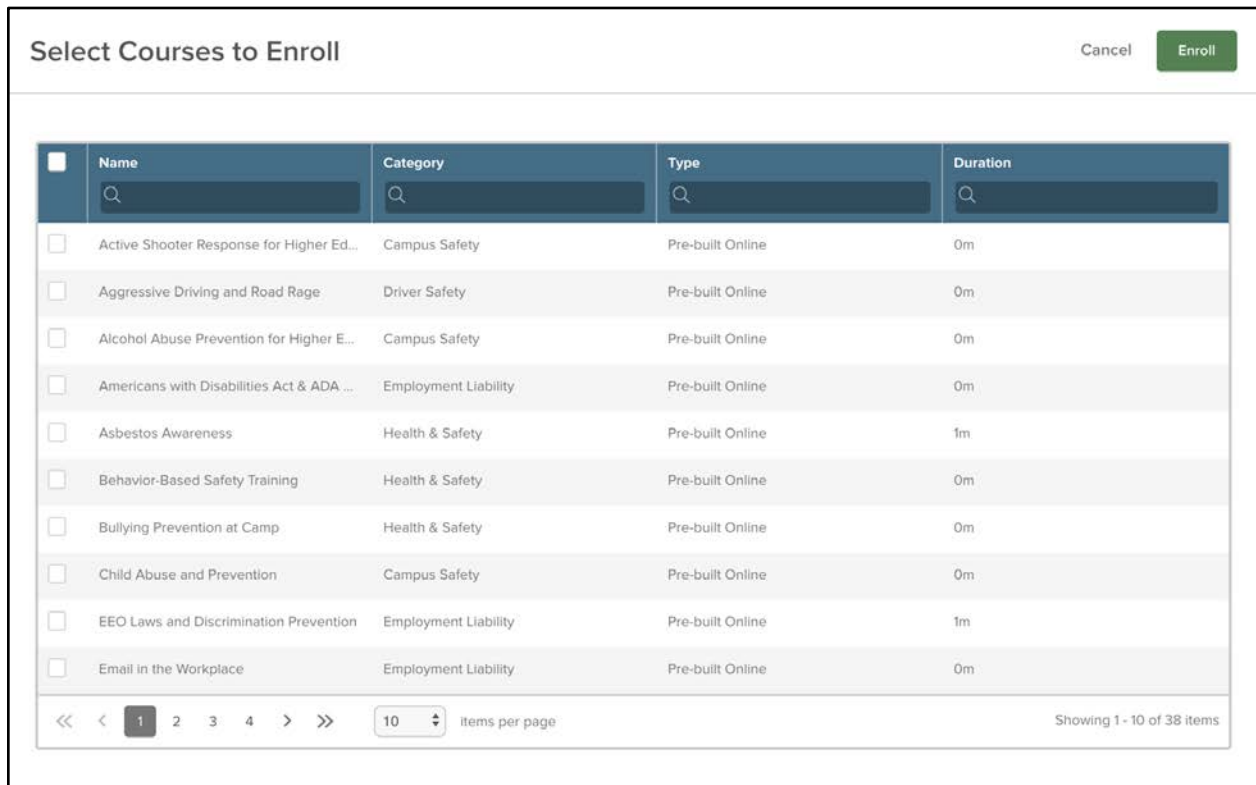 Select Courses to Enroll
Cancel
Enroll
Name Category Type Duration
Active Shooter Response for Higher Ed... Campus Safety Pre-built Online 0m
Aggressive Driving and Road Rage Driver Safety Pre-built Online 0m
Alcohol Abuse Prevention for Higher E... Campus Safety Pre-built Online 0m
Americans with Disabilities Act & ADA ... Employment Liability Pre-built Online 0m
Asbestos Awareness Health & Safety Pre-built Online 1m
Behavior-Based Safety Training Health & Safety Pre-built Online 0m
Bullying Prevention at Camp Health & Safety Pre-built Online 0m
Child Abuse and Prevention Campus Safety Pre-built Online 0m
EEO Laws and Discrimination Prevention Employment Liability Pre-built Online 1m
Email in the Workplace Employment Liability Pre-built Online 0m
1 2 3 4 10 items per page Showing 1 - 10 of 38 items